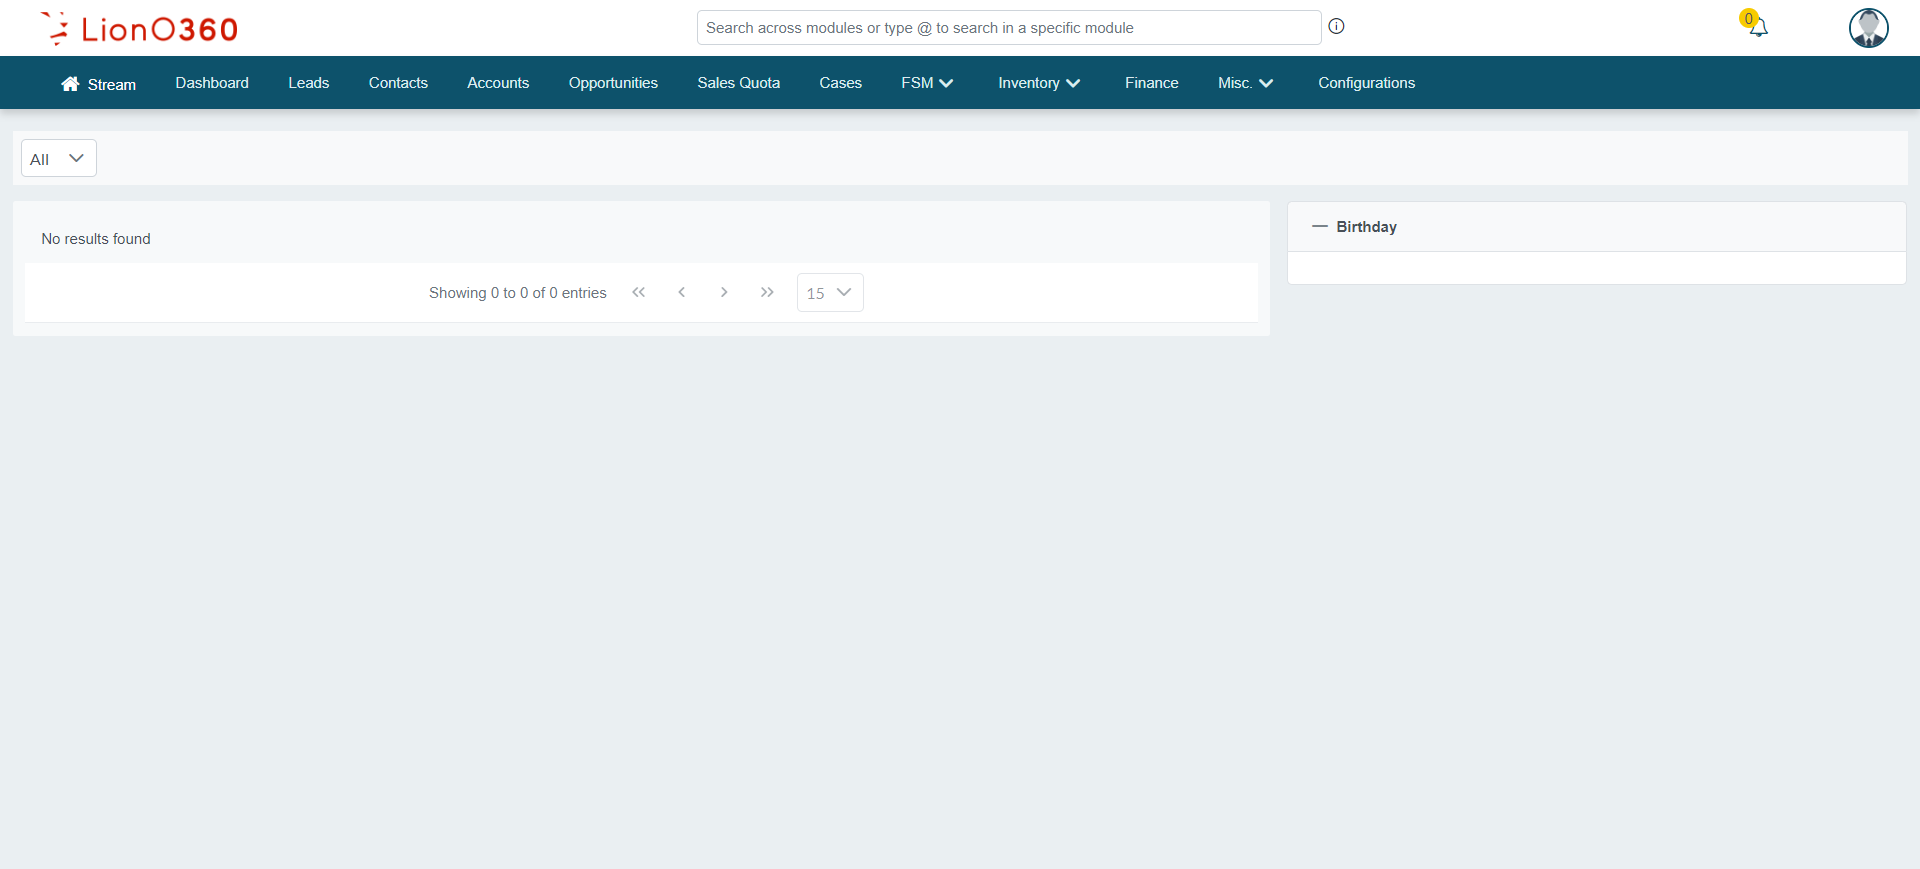 LionO360
Search across modules or type @ to search in a specific module
0
Stream Dashboard Leads Contacts Accounts Opportunities Sales Quota Cases FSM Inventory Finance Misc. Configurations
All
No results found
Birthday
Showing 0 to 0 of 0 entries
15